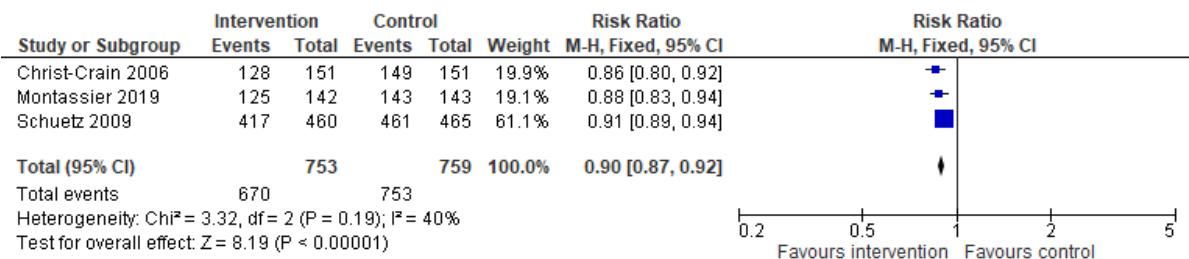 Intervention Control Risk Ratio Risk Ratio
Study or Subgroup Events Total Events Total Weight M-H, Fixed, 95% CI M-H, Fixed, 95% CI
Christ-Crain 2006 128 151 149 151 19.9% 0.86 [0.80, 0.92]
Montassier 2019 125 142 143 143 19.1% 0.88 [0.83, 0.94]
Schuetz 2009 417 460 461 465 61.1% 0.91 [0.89, 0.94]
Total (95% CI) 753 759 100.0% 0.90 [0.87, 0.92]
Total events 670 753
Heterogeneity: Chi² = 3.32, df = 2 (P = 0.19); I² = 40%
Test for overall effect: Z = 8.19 (P < 0.00001)
0.2 0.5 1 2 5
Favours intervention Favours control